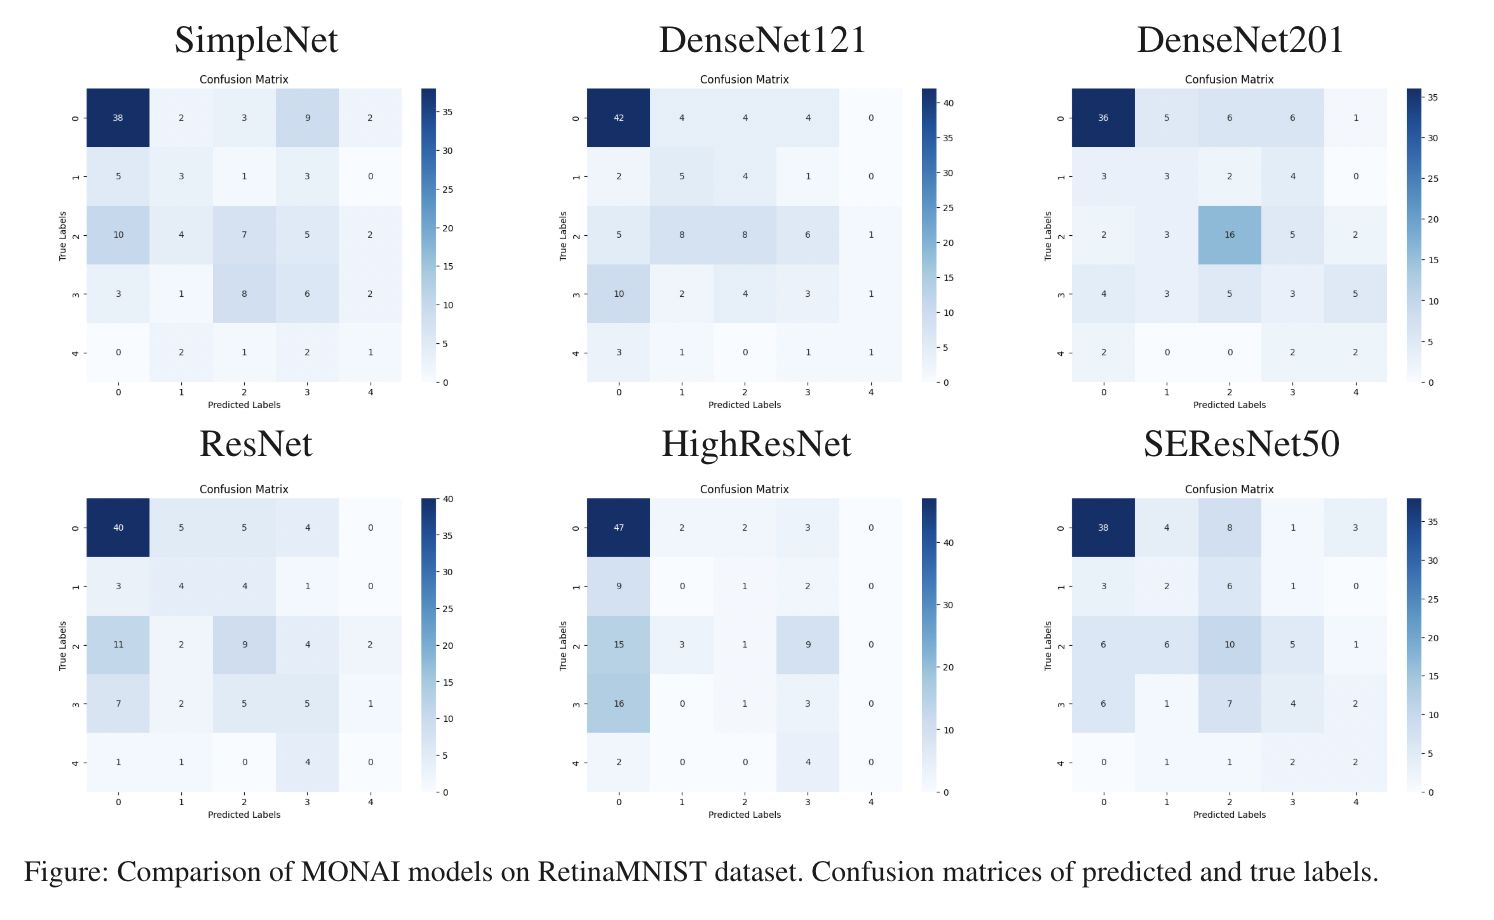 SimpleNet
Confusion Matrix
True Labels
0 38 2 3 9 2
1 5 3 1 3 0
2 10 4 7 5 2
3 3 1 8 6 2
4 0 2 1 2 1
0 1 2 3 4
Predicted Labels
35
30
25
20
15
10
5
0
DenseNet121
Confusion Matrix
True Labels
0 42 4 4 4 0
1 2 5 4 1 0
2 5 8 8 6 1
3 10 2 4 3 1
4 3 1 0 1 1
0 1 2 3 4
Predicted Labels
40
35
30
25
20
15
10
5
0
DenseNet201
Confusion Matrix
True Labels
0 36 5 6 6 1
1 3 3 2 4 0
2 2 3 16 5 2
3 4 3 5 3 5
4 2 0 0 2 2
0 1 2 3 4
Predicted Labels
35
30
25
20
15
10
5
0
ResNet
Confusion Matrix
True Labels
0 40 5 5 4 0
1 3 4 4 1 0
2 11 2 9 4 2
3 7 2 5 5 1
4 1 1 0 4 0
0 1 2 3 4
Predicted Labels
40
35
30
25
20
15
10
5
0
HighResNet
Confusion Matrix
True Labels
0 47 2 2 3 0
1 9 0 1 2 0
2 15 3 1 9 0
3 16 0 1 3 0
4 2 0 0 4 0
0 1 2 3 4
Predicted Labels
40
30
20
10
0
SEResNet50
Confusion Matrix
True Labels
0 38 4 8 1 3
1 3 2 6 1 0
2 6 6 10 5 1
3 6 1 7 4 2
4 0 1 1 2 2
0 1 2 3 4
Predicted Labels
35
30
25
20
15
10
5
0
Figure: Comparison of MONAI models on RetinaMNIST dataset. Confusion matrices of predicted and true labels.